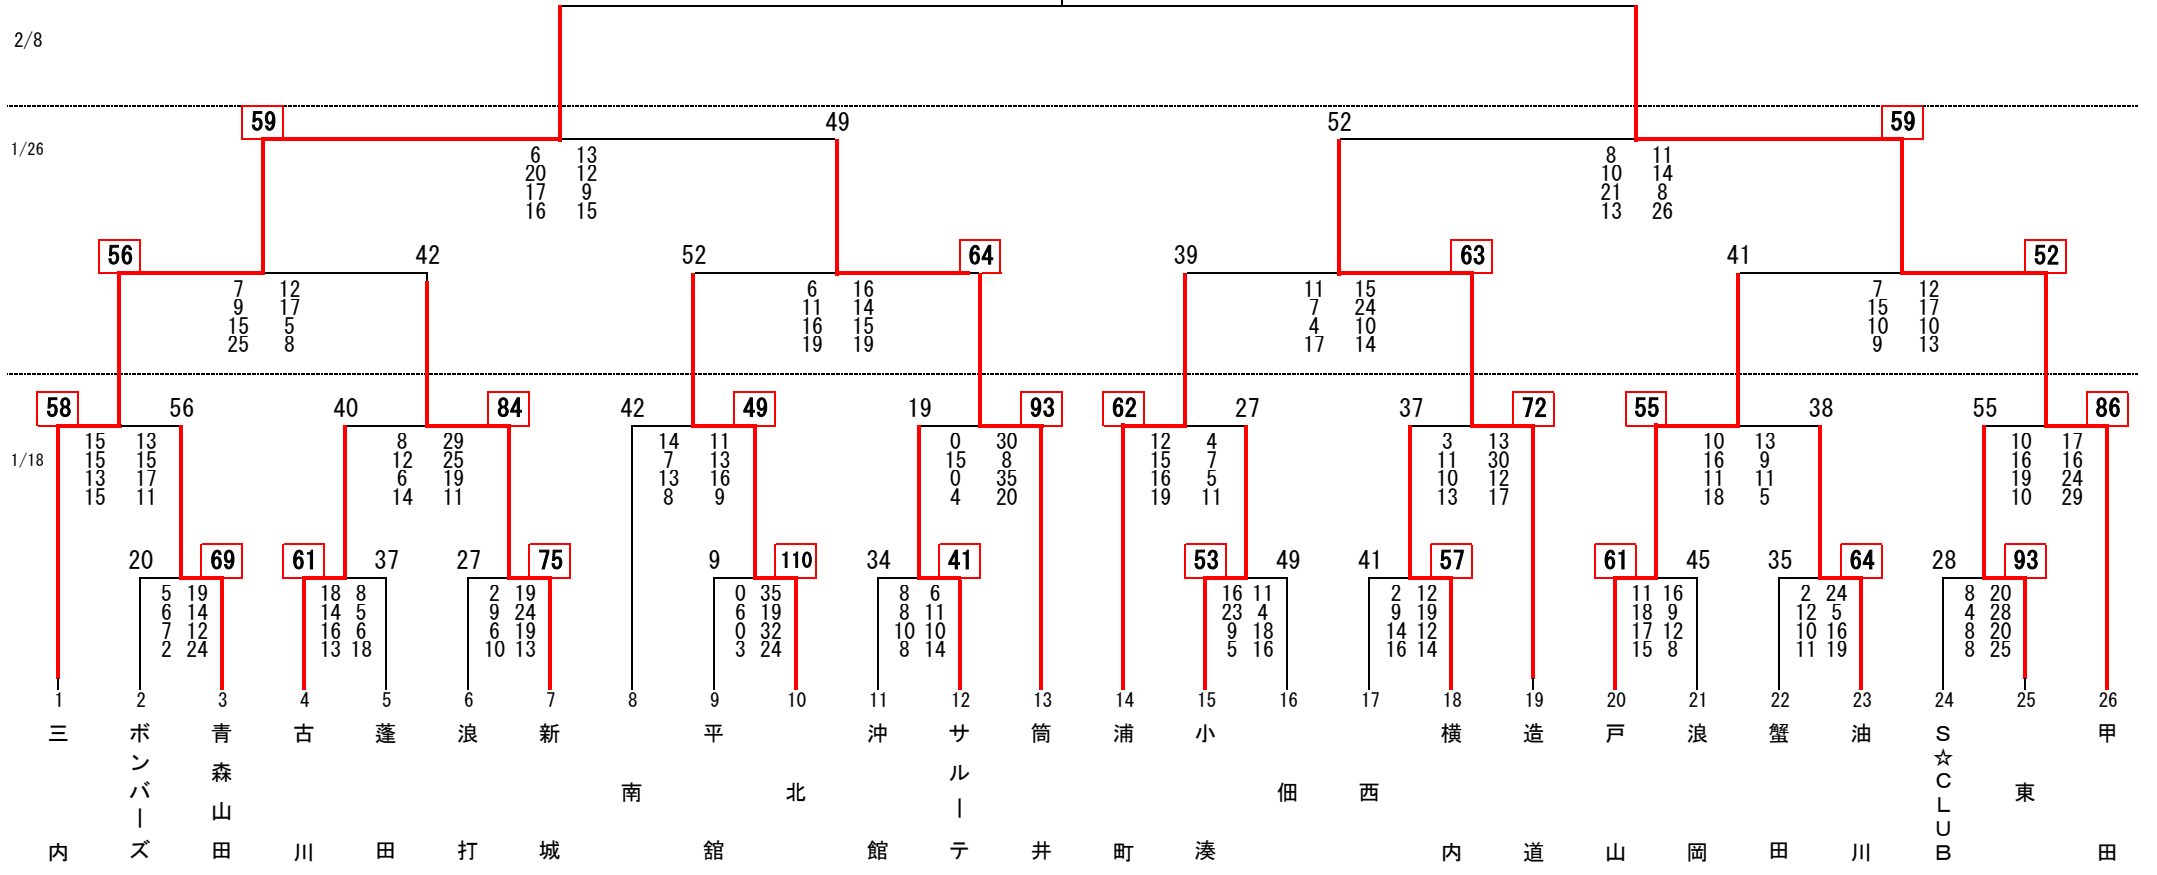 2/8
59 49 52 59
1/26
6 13 8 11
20 12 10 14
17 9 21 8
16 15 13 26
56 42 52 64 39 63 41 52
7 12 6 16 11 15 7 12
9 17 11 14 7 24 15 17
15 5 16 15 4 10 10 10
25 8 19 19 17 14 9 13
58 56 40 84 42 49 19 93 62 27 37 72 55 38 55 86
1/18
15 13 8 29 14 11 0 30 12 4 3 13 10 13 10 17
15 15 12 25 7 13 15 8 15 7 11 30 16 9 16 16
13 17 6 19 13 16 0 35 16 5 10 12 11 11 19 24
15 11 14 11 8 9 4 20 19 11 13 17 18 5 10 29
20 69 61 37 27 75 9 110 34 41 53 49 41 57 61 45 35 64 28 93
5 19 18 8 2 19 0 35 8 6 16 11 2 12 11 16 2 24 8 20
6 14 14 5 9 24 6 19 8 11 23 4 9 19 18 9 12 5 4 28
7 12 16 6 6 19 0 32 10 10 9 18 14 12 17 12 10 16 8 20
2 24 13 18 10 13 3 24 8 14 5 16 16 14 15 8 11 19 8 25
1 2 3 4 5 6 7 8 9 10 11 12 13 14 15 16 17 18 19 20 21 22 23 24 25 26
三内
ボンバーズ
青森山田
古川
蓬田
浪打
新城
南
平舘
北
沖館
サルーテ
筒井
浦町
小湊
佃
西
横内
造道
戸山
浪岡
蟹田
油川
S☆CLUB
東
甲田